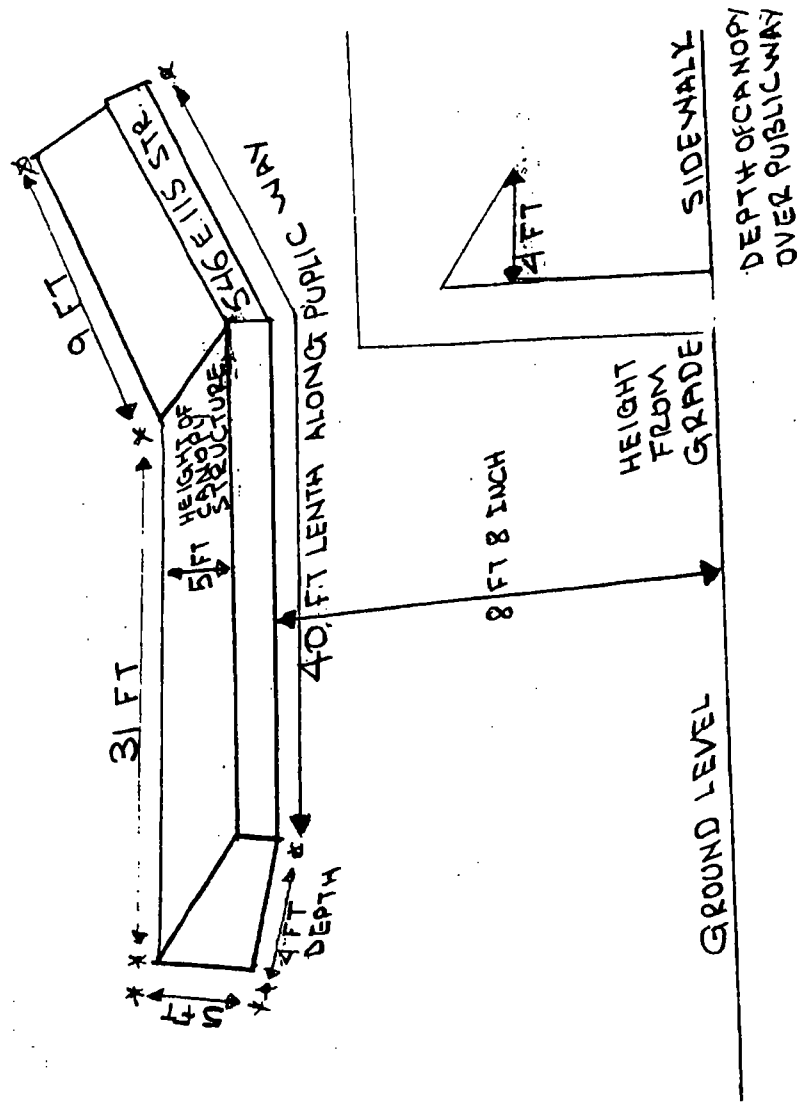 9 FT
31 FT
546 E 115 STR.
5 FT
HEIGHT OF
CANOPY
STRUCTURE
5 FT
4 FT
DEPTH
40, FT LENTH ALONG PUPLIC WAY
8 FT 8 INCH
HEIGHT
FROM
GRADE
GROUND LEVEL
4 FT
SIDEWALK
DEPTH OF CANOPY
OVER PUBLIC WAY